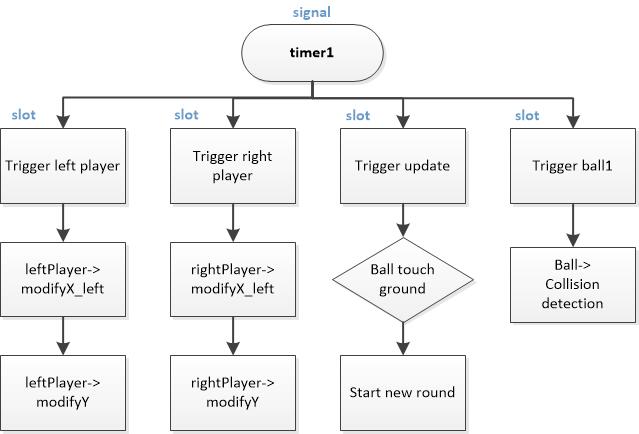 signal
timer1
slot
slot
slot
slot
Trigger left player
Trigger right
player
Trigger update
Trigger ball1
leftPlayer->
modifyX_left
rightPlayer->
modifyX_left
Ball touch
ground
Ball->
Collision
detection
leftPlayer->
modifyY
rightPlayer->
modifyY
Start new round